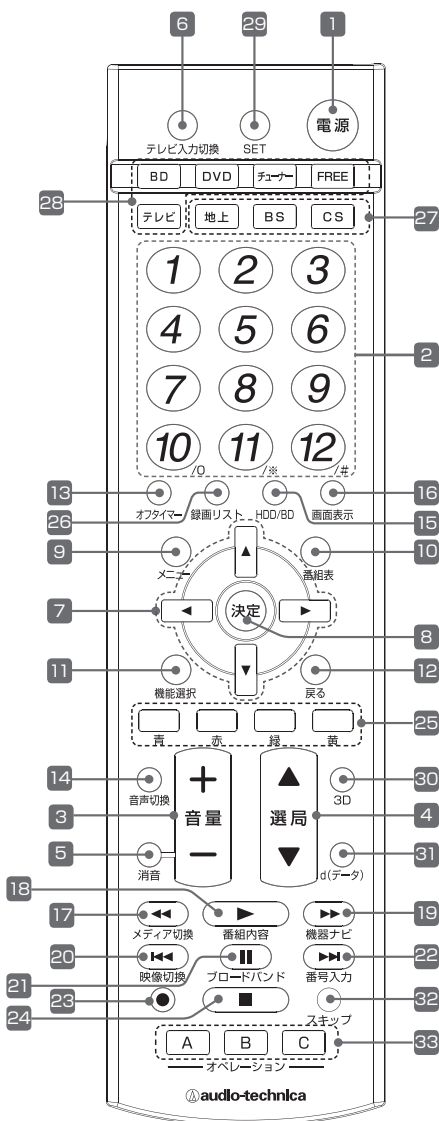 6 29 1
電源
テレビ入力切換 SET
BD DVD チューナー FREE
28
テレビ 地上 BS CS 27
1 2 3
4 5 6
2
7 8 9
10/0 11/※ 12/#
13 16
オフタイマー 録画リスト HDD/BD 画面表示
26 15
9 10
メニュー 番組表
▲
7 ◀ 決定 ▶
8
▼
11 12
機能選択 戻る
25
青 赤 緑 黄
14 + ▲ 30
音声切換 3D
3 音量 選局 4
5 − ▼ 31
消音 d(データ)
18
17 ◀◀ ▶ ▶▶ 19
メディア切換 番組内容 機器ナビ
20 |◀◀ ▮▮ ▶▶| 22
21 映像切換 ブロードバンド 番号入力
23 ● ■ 32
24 スキップ
A B C 33
オペレーション
audio-technica